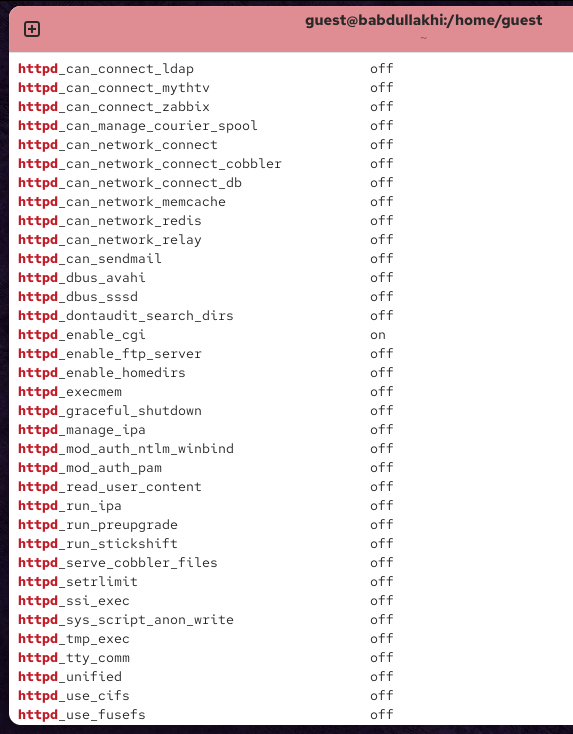 guest@babdullakhi:/home/guest
~
httpd_can_connect_ldap off
httpd_can_connect_mythtv off
httpd_can_connect_zabbix off
httpd_can_manage_courier_spool off
httpd_can_network_connect off
httpd_can_network_connect_cobbler off
httpd_can_network_connect_db off
httpd_can_network_memcache off
httpd_can_network_redis off
httpd_can_network_relay off
httpd_can_sendmail off
httpd_dbus_avahi off
httpd_dbus_sssd off
httpd_dontaudit_search_dirs off
httpd_enable_cgi on
httpd_enable_ftp_server off
httpd_enable_homedirs off
httpd_execmem off
httpd_graceful_shutdown off
httpd_manage_ipa off
httpd_mod_auth_ntlm_winbind off
httpd_mod_auth_pam off
httpd_read_user_content off
httpd_run_ipa off
httpd_run_preupgrade off
httpd_run_stickshift off
httpd_serve_cobbler_files off
httpd_setrlimit off
httpd_ssi_exec off
httpd_sys_script_anon_write off
httpd_tmp_exec off
httpd_tty_comm off
httpd_unified off
httpd_use_cifs off
httpd_use_fusefs off